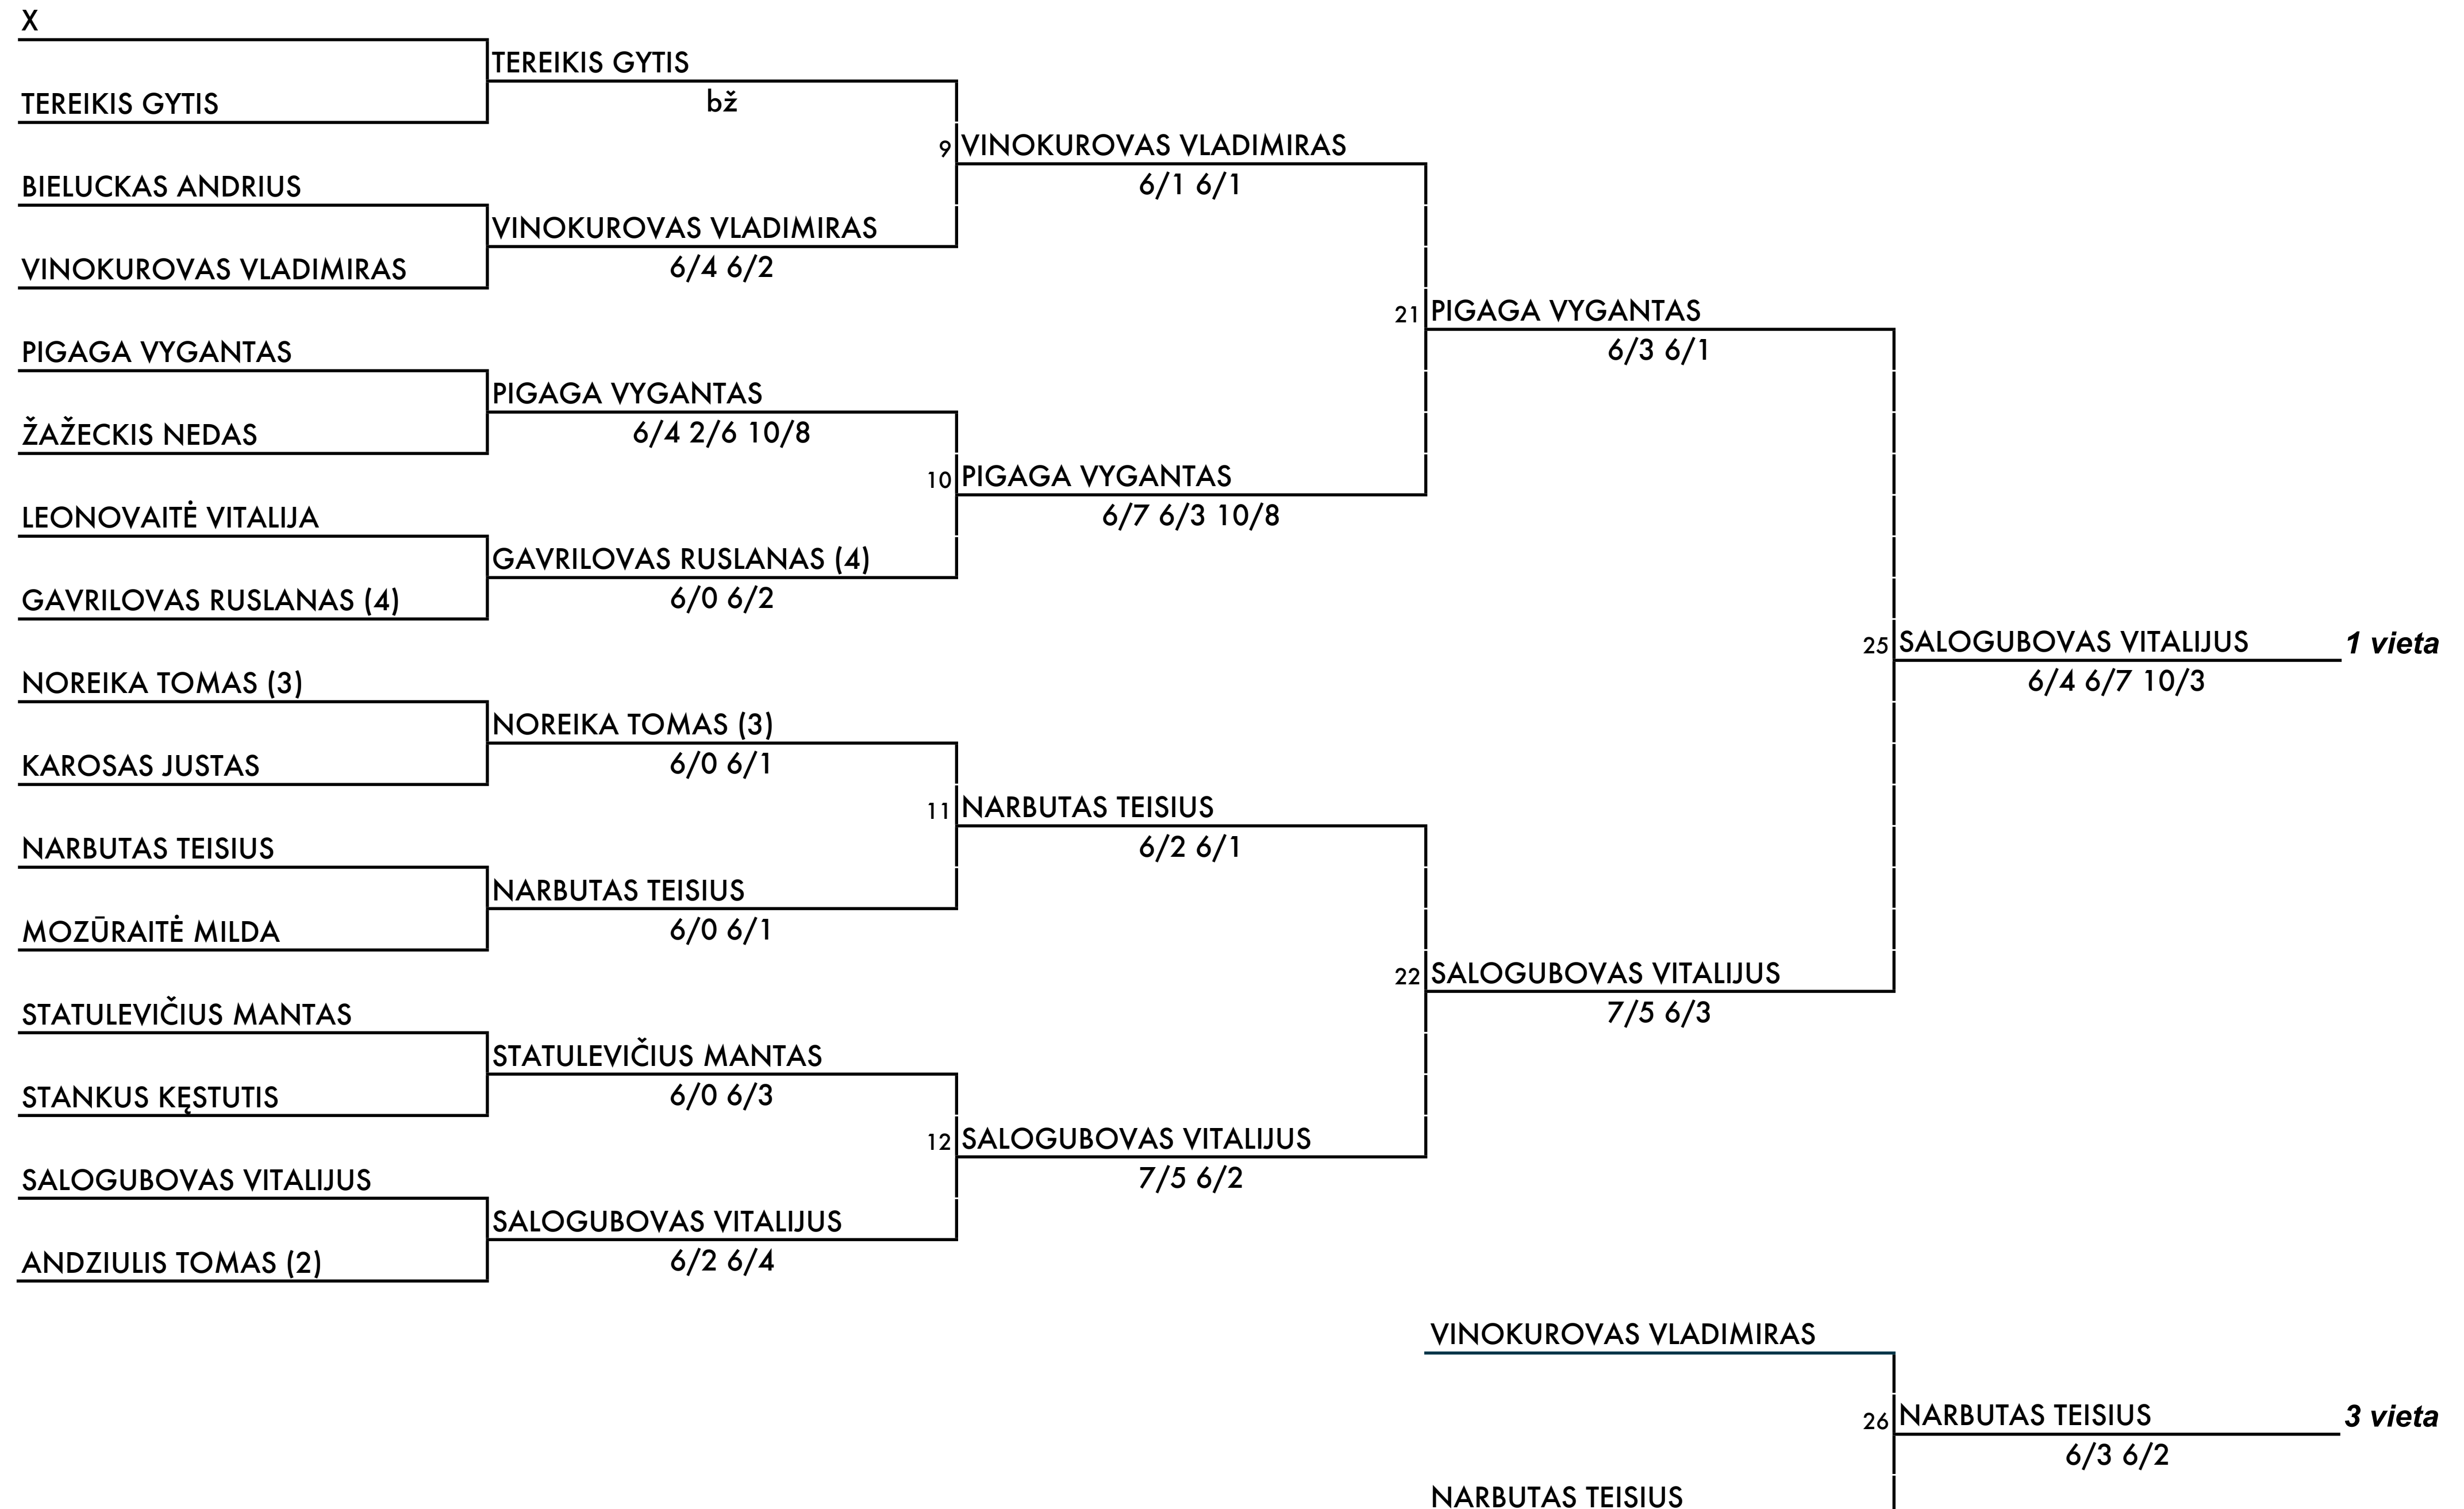 X
TEREIKIS GYTIS
TEREIKIS GYTIS
bž
9 VINOKUROVAS VLADIMIRAS
6/1 6/1
BIELUCKAS ANDRIUS
VINOKUROVAS VLADIMIRAS
6/4 6/2
VINOKUROVAS VLADIMIRAS
21 PIGAGA VYGANTAS
6/3 6/1
PIGAGA VYGANTAS
PIGAGA VYGANTAS
6/4 2/6 10/8
ŽAŽECKIS NEDAS
10 PIGAGA VYGANTAS
6/7 6/3 10/8
LEONOVAITĖ VITALIJA
GAVRILOVAS RUSLANAS (4)
6/0 6/2
GAVRILOVAS RUSLANAS (4)
25 SALOGUBOVAS VITALIJUS 1 vieta
6/4 6/7 10/3
NOREIKA TOMAS (3)
NOREIKA TOMAS (3)
6/0 6/1
KAROSAS JUSTAS
11 NARBUTAS TEISIUS
6/2 6/1
NARBUTAS TEISIUS
NARBUTAS TEISIUS
6/0 6/1
MOZŪRAITĖ MILDA
22 SALOGUBOVAS VITALIJUS
7/5 6/3
STATULEVIČIUS MANTAS
STATULEVIČIUS MANTAS
6/0 6/3
STANKUS KĘSTUTIS
12 SALOGUBOVAS VITALIJUS
7/5 6/2
SALOGUBOVAS VITALIJUS
SALOGUBOVAS VITALIJUS
6/2 6/4
ANDZIULIS TOMAS (2)
VINOKUROVAS VLADIMIRAS
26 NARBUTAS TEISIUS 3 vieta
6/3 6/2
NARBUTAS TEISIUS